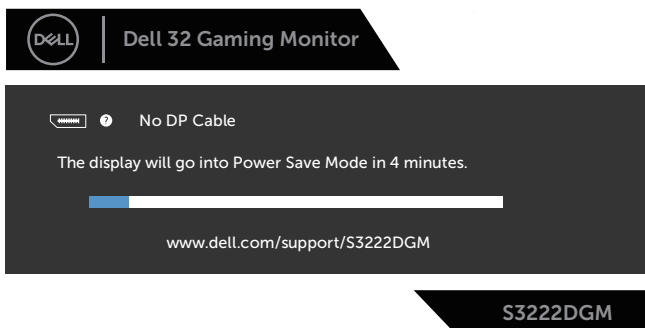 DELL
Dell 32 Gaming Monitor
? No DP Cable
The display will go into Power Save Mode in 4 minutes.
www.dell.com/support/S3222DGM
S3222DGM